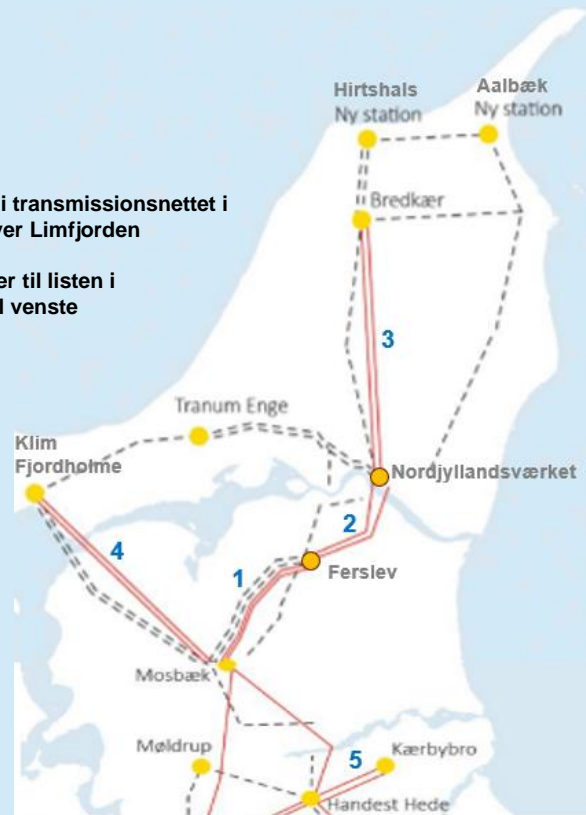 Hirtshals
Ny station
Aalbæk
Ny station
i transmissionsnettet i
ver Limfjorden
er til listen i
l venste
Bredkær
3
Tranum Enge
Klim
Fjordholme
Nordjyllandsværket
2
4
1
Ferslev
Mosbæk
Møldrup
5
Kærbybro
Handest Hede